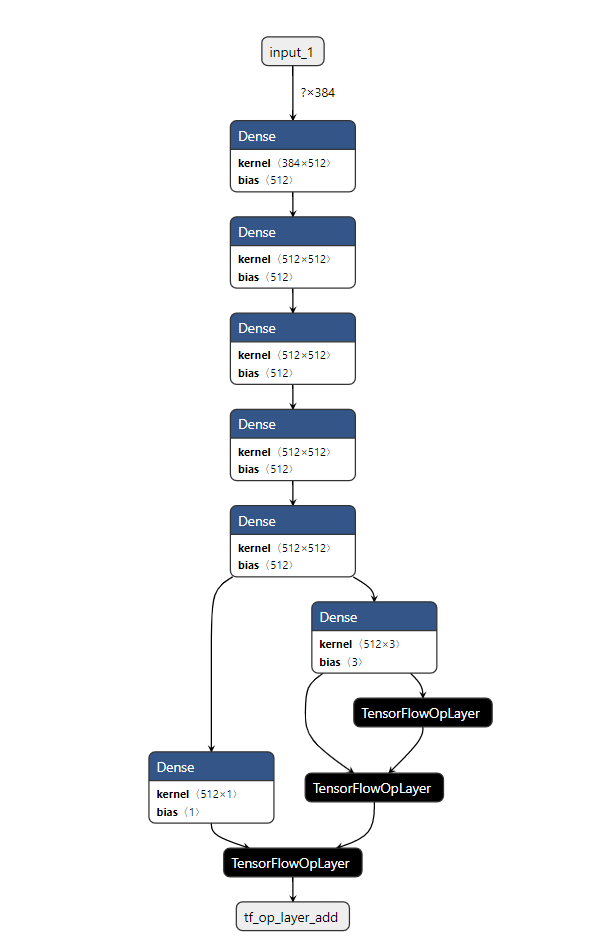 input_1
?×384
Dense
kernel ⟨384×512⟩
bias ⟨512⟩
Dense
kernel ⟨512×512⟩
bias ⟨512⟩
Dense
kernel ⟨512×512⟩
bias ⟨512⟩
Dense
kernel ⟨512×512⟩
bias ⟨512⟩
Dense
kernel ⟨512×512⟩
bias ⟨512⟩
Dense
kernel ⟨512×3⟩
bias ⟨3⟩
TensorFlowOpLayer
Dense
kernel ⟨512×1⟩
bias ⟨1⟩
TensorFlowOpLayer
TensorFlowOpLayer
tf_op_layer_add